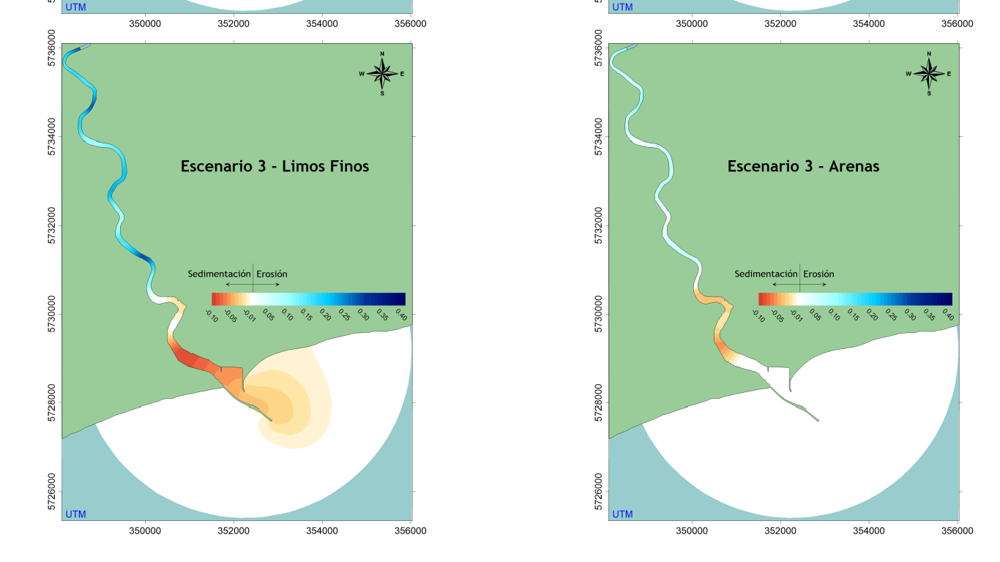 UTM
350000 352000 354000 356000
5736000
N
W E
S
5734000
Escenario 3 - Limos Finos
5732000
Sedimentación Erosión
-0.10 -0.05 -0.01 0.05 0.10 0.15 0.20 0.25 0.30 0.35 0.40
5730000
5728000
5726000
UTM
350000 352000 354000 356000
UTM
350000 352000 354000 356000
5736000
N
W E
S
5734000
Escenario 3 - Arenas
5732000
Sedimentación Erosión
-0.10 -0.05 -0.01 0.05 0.10 0.15 0.20 0.25 0.30 0.35 0.40
5730000
5728000
5726000
UTM
350000 352000 354000 356000